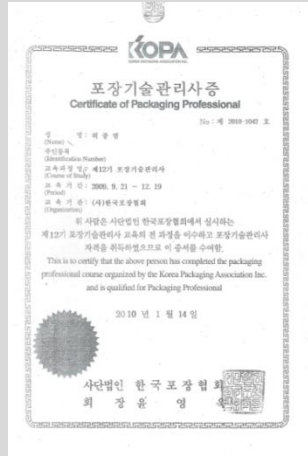 KOPA
KOREA PACKAGING ASSOCIATION INC.
포장기술관리사증
Certificate of Packaging Professional
No : 제 2010-1042 호
성 명 : 최 종 영
(Name)
주민등록
(Identification Number)
교육과정명 : 제12기 포장기술관리사
(Course of Study)
교 육 기 간 : 2009. 9. 21 ~ 12. 19
(Period)
교 육 기 관 : (사)한국포장협회
(Organization)
위 사람은 사단법인 한국포장협회에서 실시하는
제12기 포장기술관리사 교육의 전 과정을 이수하고 포장기술관리사
자격을 취득하였으므로 이 증서를 수여함.
This is to certify that the above person has completed the packaging
professional course organized by the Korea Packaging Association Inc.
and is qualified for Packaging Professional
2010 년 1 월 14 일
사단법인 한 국 포 장 협 회
회 장 윤 영